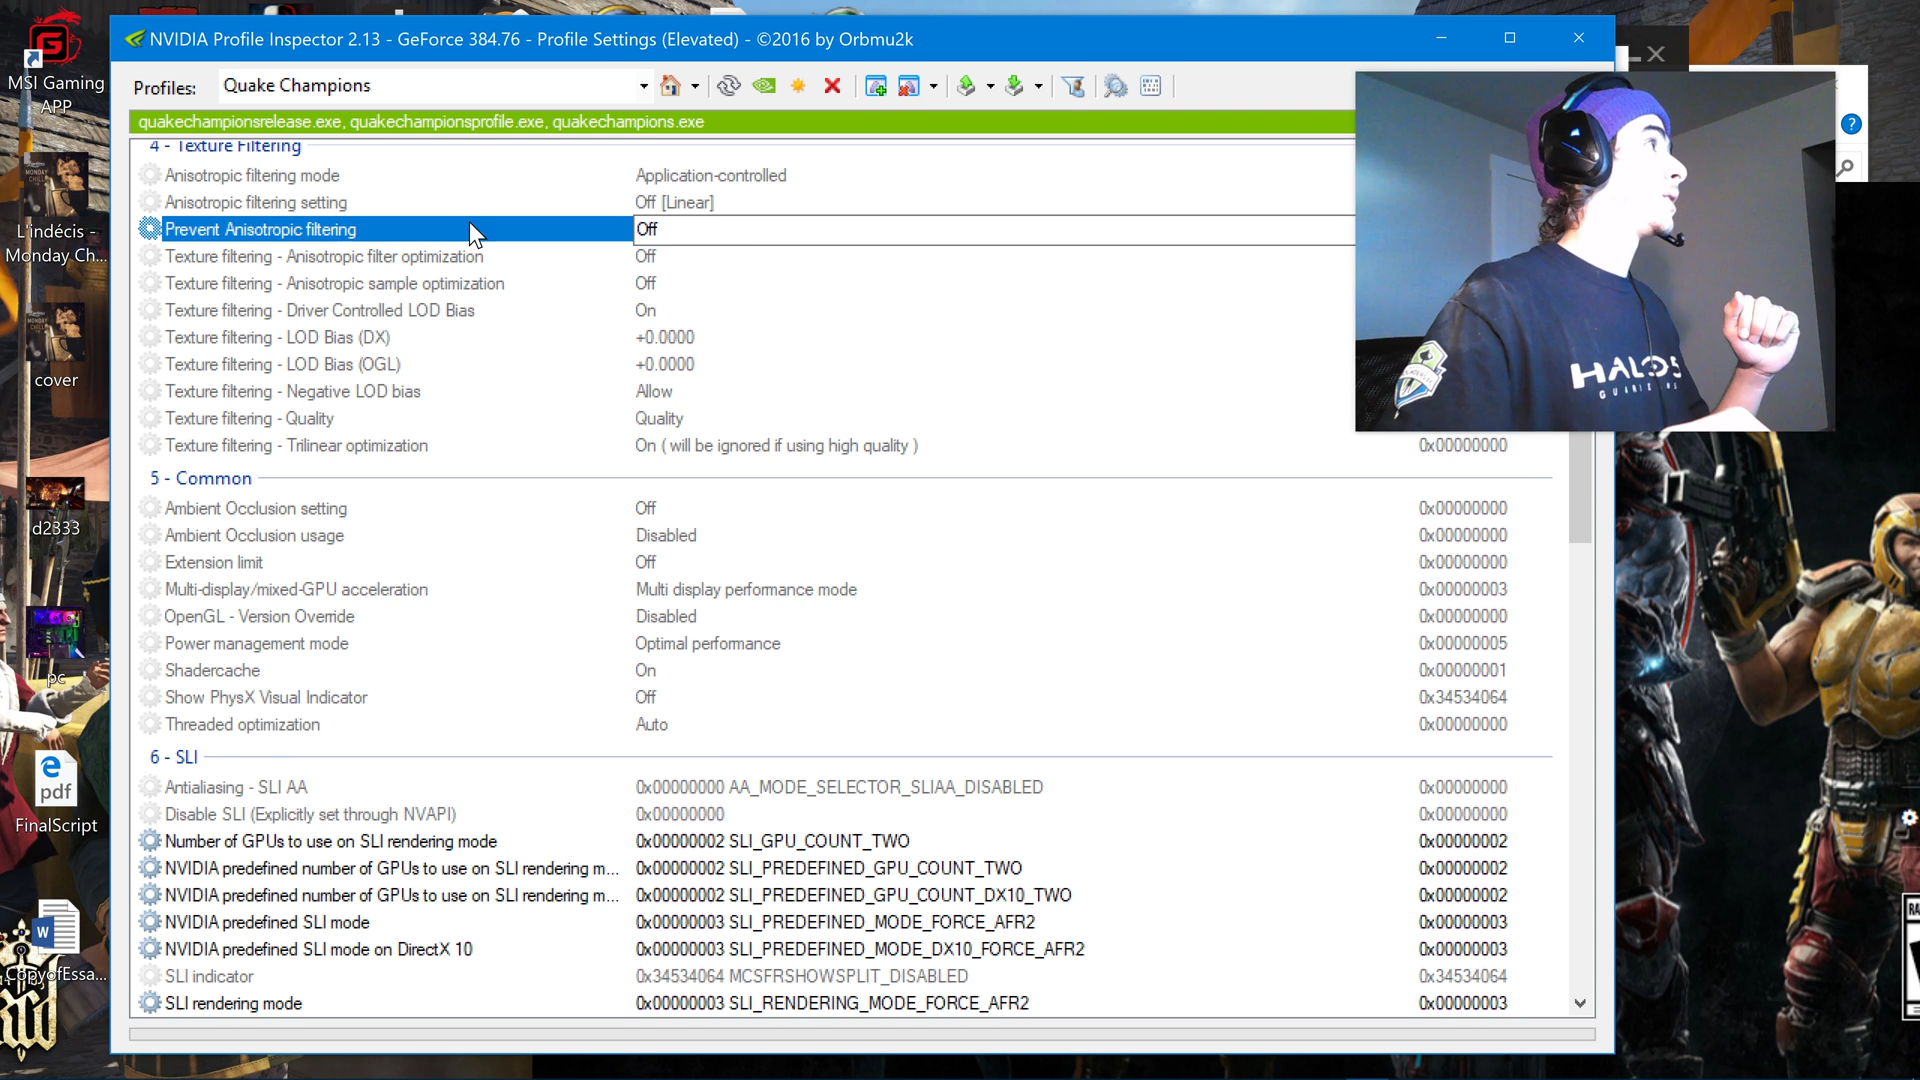 NVIDIA Profile Inspector 2.13 - GeForce 384.76 - Profile Settings (Elevated) - ©2016 by Orbmu2k
Profiles: Quake Champions
quakechampionsrelease.exe, quakechampionsprofile.exe, quakechampions.exe
4 - Texture Filtering
Anisotropic filtering mode Application-controlled
Anisotropic filtering setting Off [Linear]
Prevent Anisotropic filtering Off
Texture filtering - Anisotropic filter optimization Off
Texture filtering - Anisotropic sample optimization Off
Texture filtering - Driver Controlled LOD Bias On
Texture filtering - LOD Bias (DX) +0.0000
Texture filtering - LOD Bias (OGL) +0.0000
Texture filtering - Negative LOD bias Allow
Texture filtering - Quality Quality
Texture filtering - Trilinear optimization On ( will be ignored if using high quality ) 0x00000000
5 - Common
Ambient Occlusion setting Off 0x00000000
Ambient Occlusion usage Disabled 0x00000000
Extension limit Off 0x00000000
Multi-display/mixed-GPU acceleration Multi display performance mode 0x00000003
OpenGL - Version Override Disabled 0x00000000
Power management mode Optimal performance 0x00000005
Shadercache On 0x00000001
Show PhysX Visual Indicator Off 0x34534064
Threaded optimization Auto 0x00000000
6 - SLI
Antialiasing - SLI AA 0x00000000 AA_MODE_SELECTOR_SLIAA_DISABLED 0x00000000
Disable SLI (Explicitly set through NVAPI) 0x00000000 0x00000000
Number of GPUs to use on SLI rendering mode 0x00000002 SLI_GPU_COUNT_TWO 0x00000002
NVIDIA predefined number of GPUs to use on SLI rendering m... 0x00000002 SLI_PREDEFINED_GPU_COUNT_TWO 0x00000002
NVIDIA predefined number of GPUs to use on SLI rendering m... 0x00000002 SLI_PREDEFINED_GPU_COUNT_DX10_TWO 0x00000002
NVIDIA predefined SLI mode 0x00000003 SLI_PREDEFINED_MODE_FORCE_AFR2 0x00000003
NVIDIA predefined SLI mode on DirectX 10 0x00000003 SLI_PREDEFINED_MODE_DX10_FORCE_AFR2 0x00000003
SLI indicator 0x34534064 MCSFRSHOWSPLIT_DISABLED 0x34534064
SLI rendering mode 0x00000003 SLI_RENDERING_MODE_FORCE_AFR2 0x00000003
MSI Gaming
APP
MONDAY
L'indécis -
Monday Ch...
cover
d2333
pc
pdf
FinalScript
W
CopyofEssa...
HALO 5
?